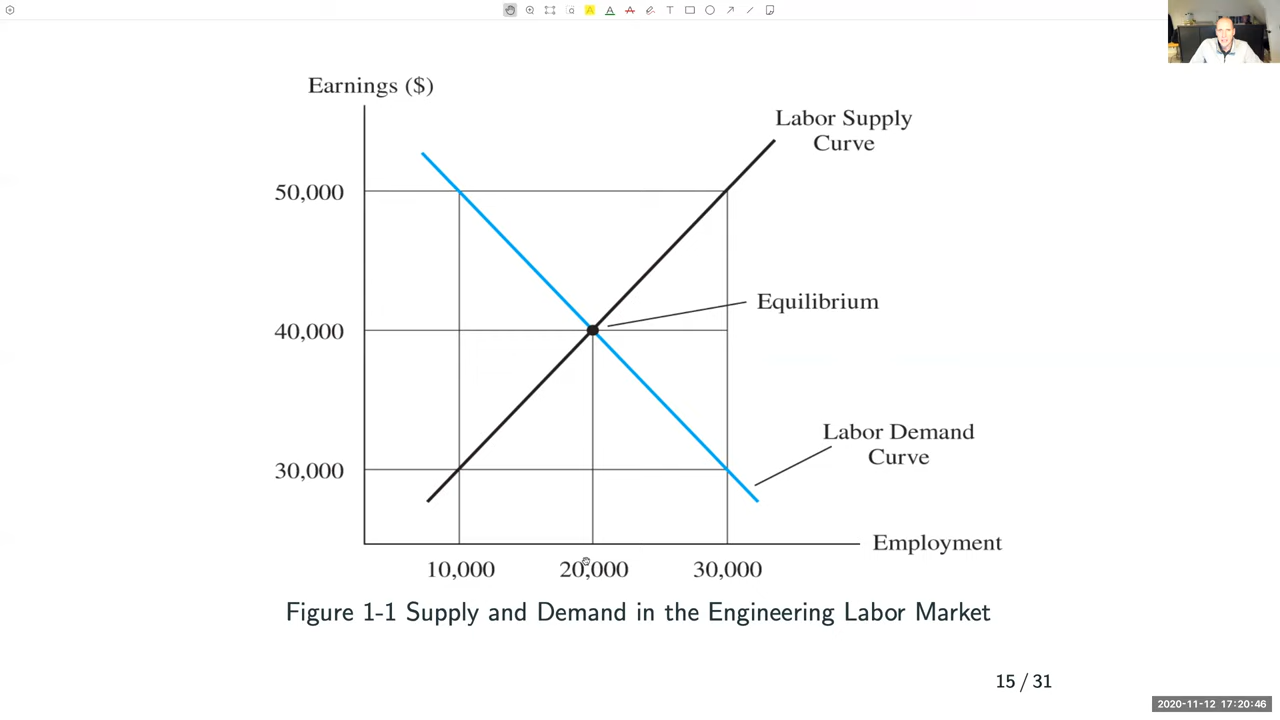 Earnings ($)
Labor Supply
Curve
50,000
Equilibrium
40,000
Labor Demand
Curve
30,000
Employment
10,000 20,000 30,000
Figure 1-1 Supply and Demand in the Engineering Labor Market
15 / 31
2020-11-12 17:20:46